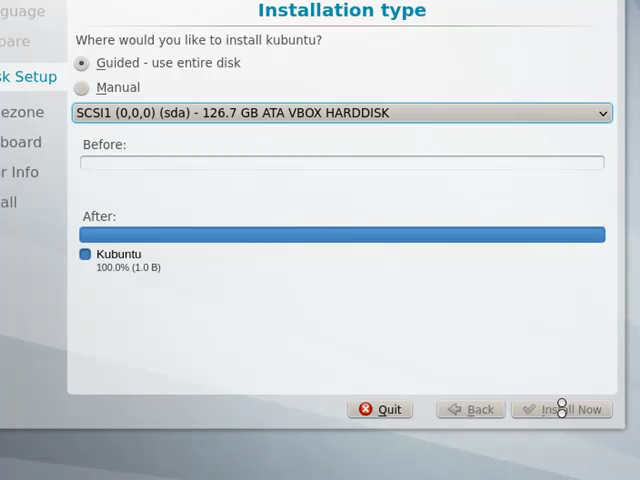 Installation type
guage
Where would you like to install kubuntu?
pare
Guided - use entire disk
sk Setup
Manual
ezone
SCSI1 (0,0,0) (sda) - 126.7 GB ATA VBOX HARDDISK
board
Before:
r Info
all
After:
Kubuntu
100.0% (1.0 B)
Quit
Back
Install Now